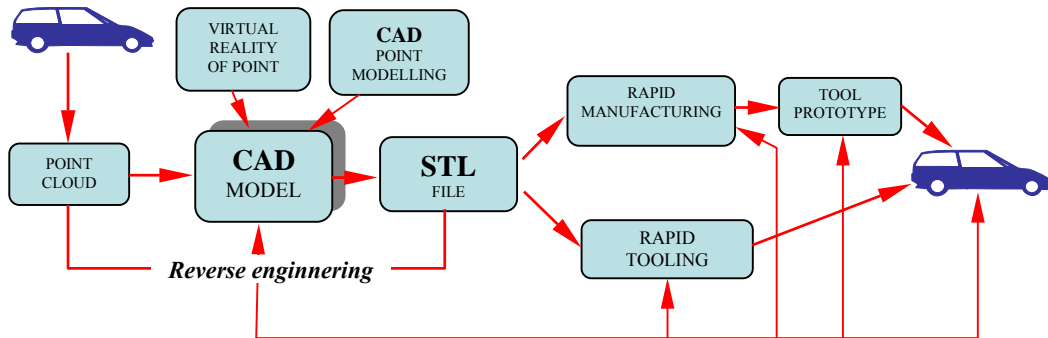 VIRTUAL
REALITY
OF POINT
CAD
POINT
MODELLING
RAPID
MANUFACTURING
TOOL
PROTOTYPE
POINT
CLOUD
CAD
MODEL
STL
FILE
RAPID
TOOLING
Reverse enginnering